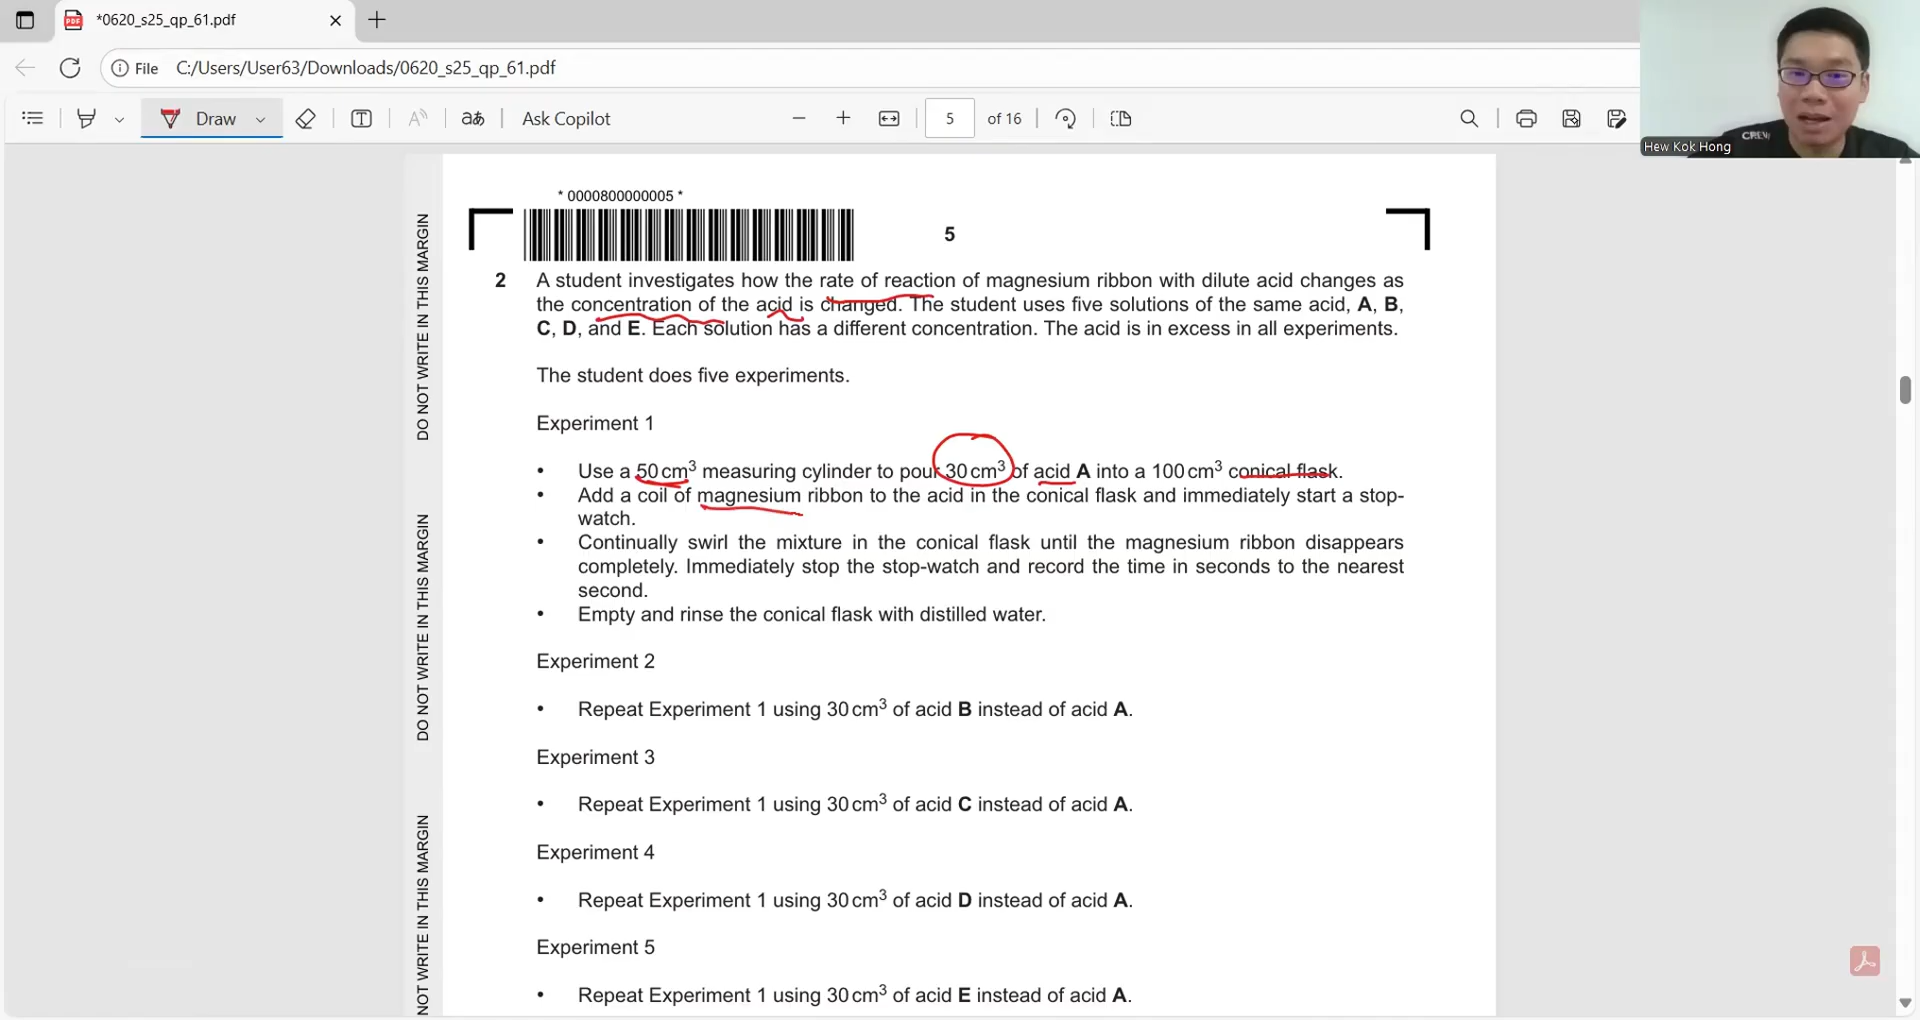 *0620_s25_qp_61.pdf
File C:/Users/User63/Downloads/0620_s25_qp_61.pdf
Draw aあ Ask Copilot 5 of 16
Hew Kok Hong
* 0000800000005 *
5
DO NOT WRITE IN THIS MARGIN
DO NOT WRITE IN THIS MARGIN
NOT WRITE IN THIS MARGIN
2 A student investigates how the rate of reaction of magnesium ribbon with dilute acid changes as
the concentration of the acid is changed. The student uses five solutions of the same acid, A, B,
C, D, and E. Each solution has a different concentration. The acid is in excess in all experiments.
The student does five experiments.
Experiment 1
• Use a 50 cm³ measuring cylinder to pour 30 cm³ of acid A into a 100 cm³ conical flask.
• Add a coil of magnesium ribbon to the acid in the conical flask and immediately start a stop-
watch.
• Continually swirl the mixture in the conical flask until the magnesium ribbon disappears
completely. Immediately stop the stop-watch and record the time in seconds to the nearest
second.
• Empty and rinse the conical flask with distilled water.
Experiment 2
• Repeat Experiment 1 using 30 cm³ of acid B instead of acid A.
Experiment 3
• Repeat Experiment 1 using 30 cm³ of acid C instead of acid A.
Experiment 4
• Repeat Experiment 1 using 30 cm³ of acid D instead of acid A.
Experiment 5
• Repeat Experiment 1 using 30 cm³ of acid E instead of acid A.